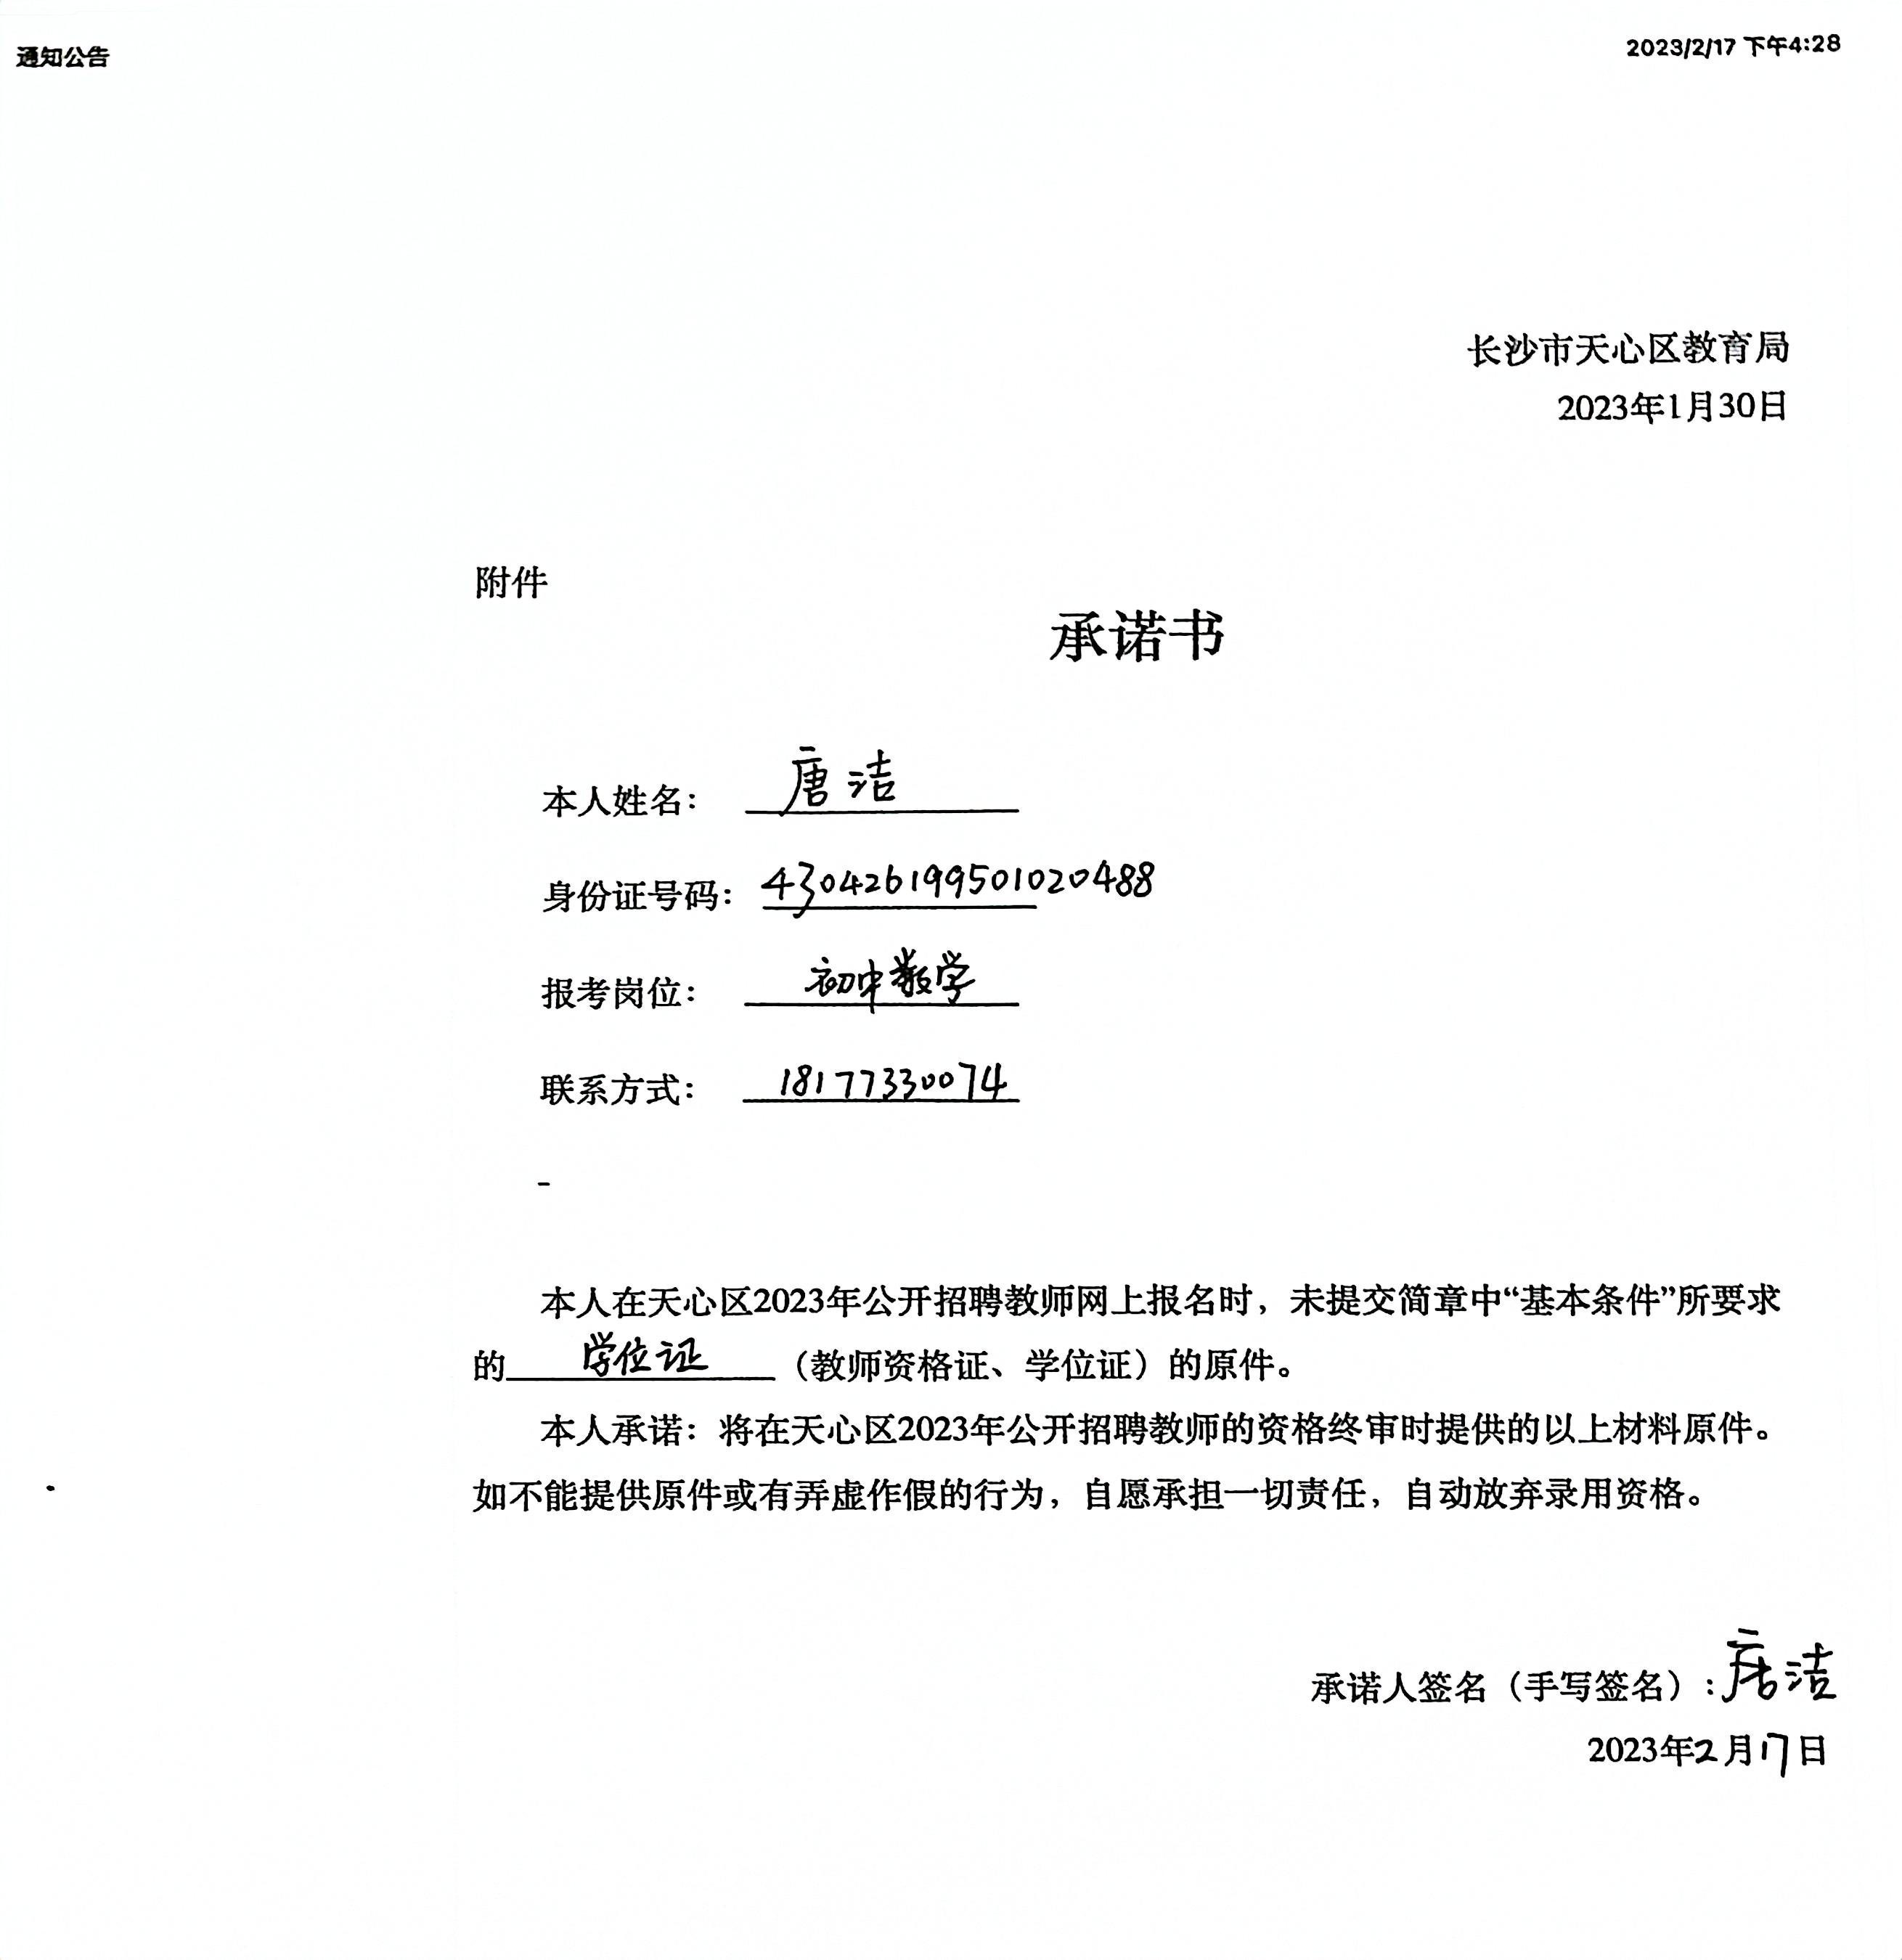 通知公告
2023/2/17 下午4:28
长沙市天心区教育局
2023年1月30日
附件
承诺书
本人姓名： 唐洁
身份证号码： 430426199501020488
报考岗位： 初中数学
联系方式： 18177330074
-
本人在天心区2023年公开招聘教师网上报名时，未提交简章中“基本条件”所要求
的 学位证 （教师资格证、学位证）的原件。
本人承诺：将在天心区2023年公开招聘教师的资格终审时提供的以上材料原件。
如不能提供原件或有弄虚作假的行为，自愿承担一切责任，自动放弃录用资格。
承诺人签名（手写签名）：唐洁
2023年2月17日